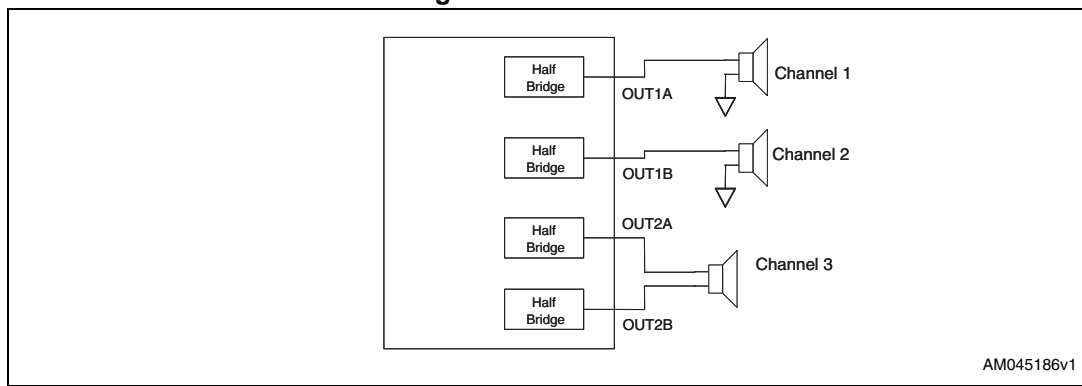 Half
Bridge
OUT1A
Channel 1
Half
Bridge
OUT1B
Channel 2
OUT2A
Half
Bridge
Channel 3
Half
Bridge
OUT2B
AM045186v1